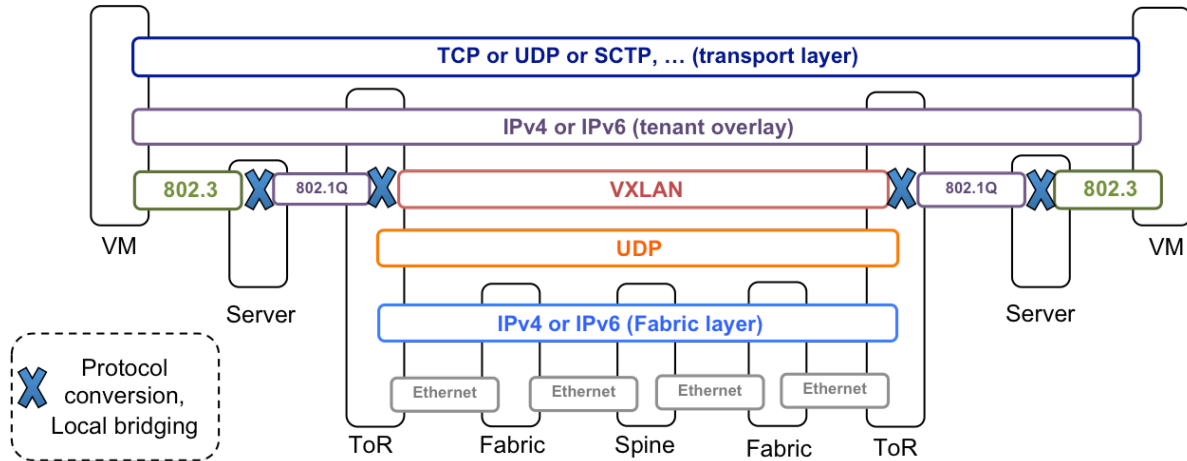 TCP or UDP or SCTP, … (transport layer)
IPv4 or IPv6 (tenant overlay)
802.3
802.1Q
VXLAN
802.1Q
802.3
VM
VM
UDP
Server
Server
IPv4 or IPv6 (Fabric layer)
Protocol
conversion,
Local bridging
Ethernet
Ethernet
Ethernet
Ethernet
ToR
Fabric
Spine
Fabric
ToR